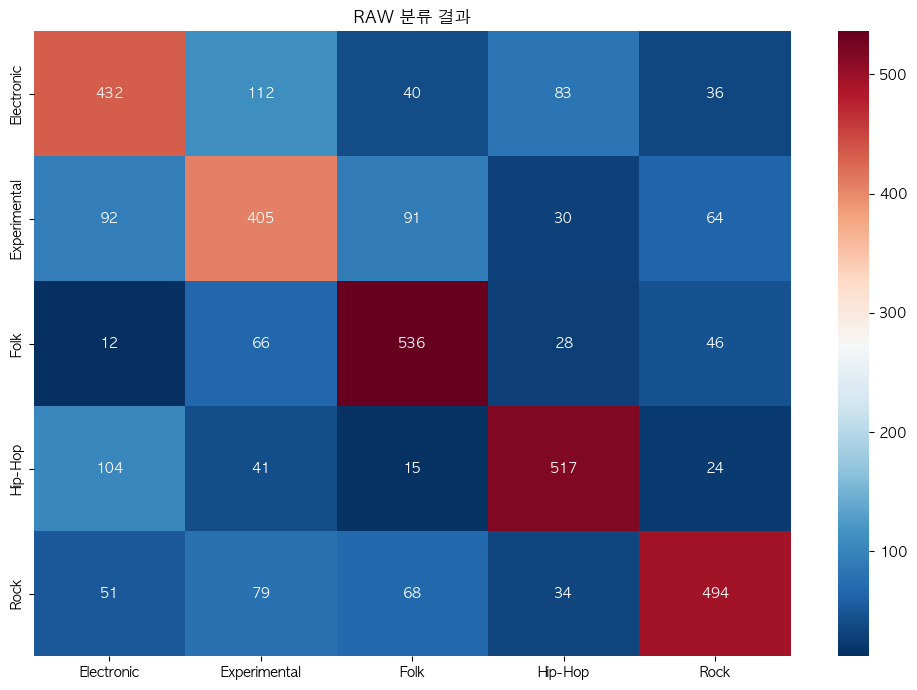 RAW 분류 결과
Electronic 432 112 40 83 36
Experimental 92 405 91 30 64
Folk 12 66 536 28 46
Hip-Hop 104 41 15 517 24
Rock 51 79 68 34 494
Electronic Experimental Folk Hip-Hop Rock
500
400
300
200
100